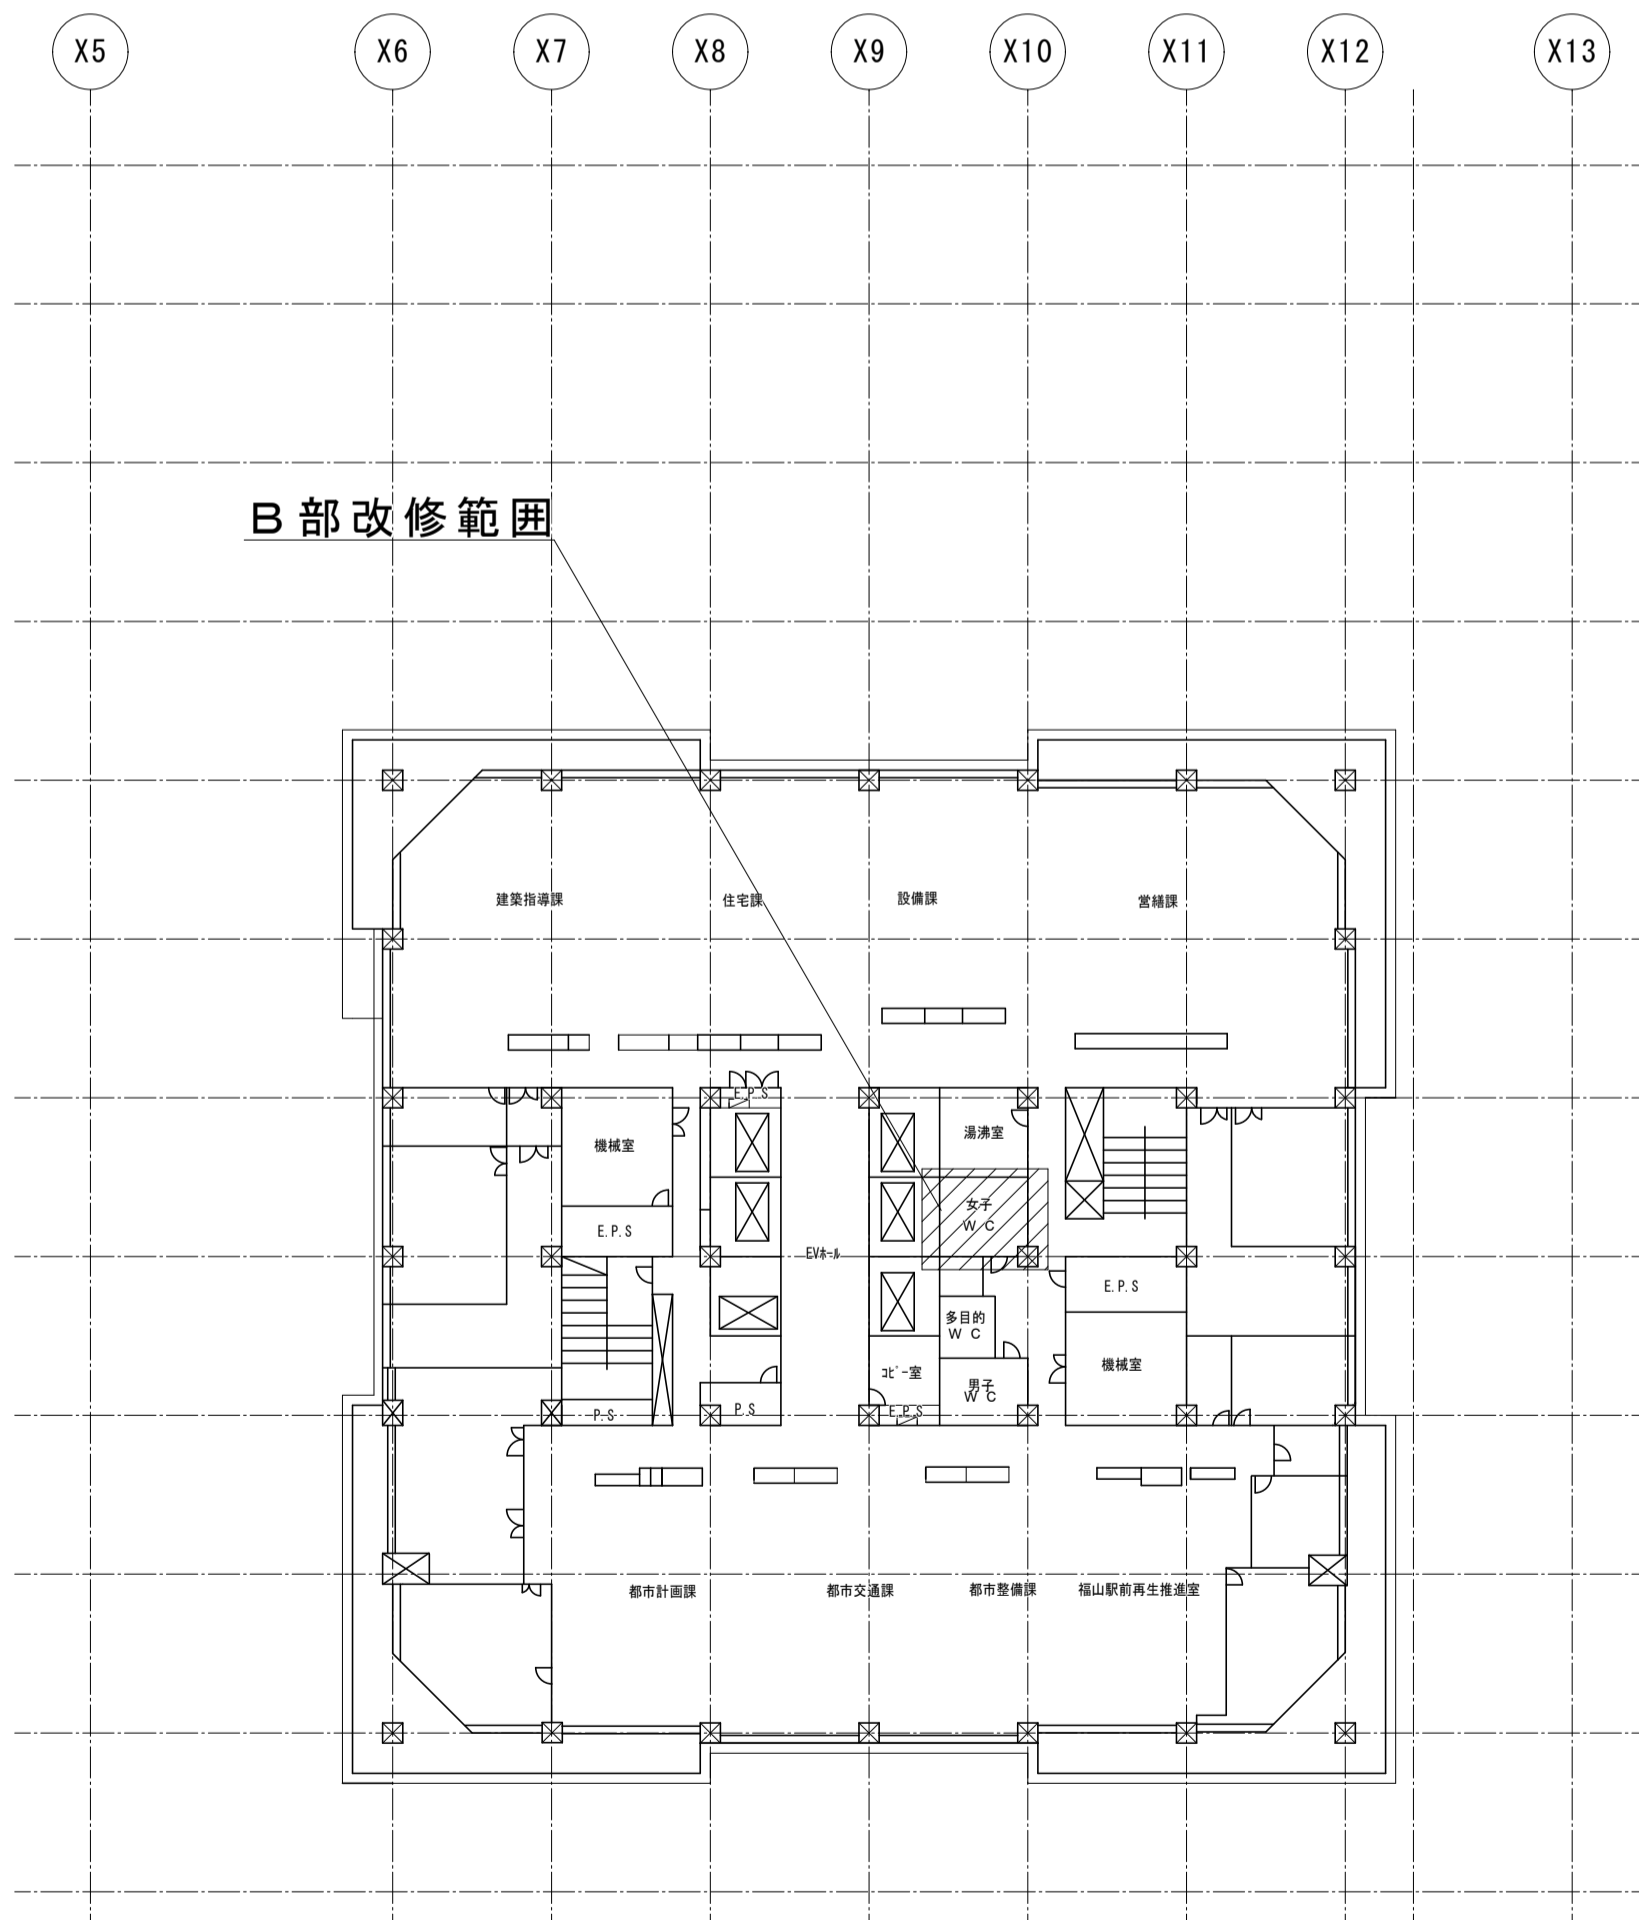 X5 X6 X7 X8 X9 X10 X11 X12 X13
B部改修範囲
建築指導課 住宅課 設備課 営繕課
E.P.S
機械室
湯沸室
女子
WC
E.P.S
EVホール
E.P.S
多目的
WC
機械室
コピー室
男子
WC
P.S
P.S
E.P.S
都市計画課 都市交通課 都市整備課 福山駅前再生推進室